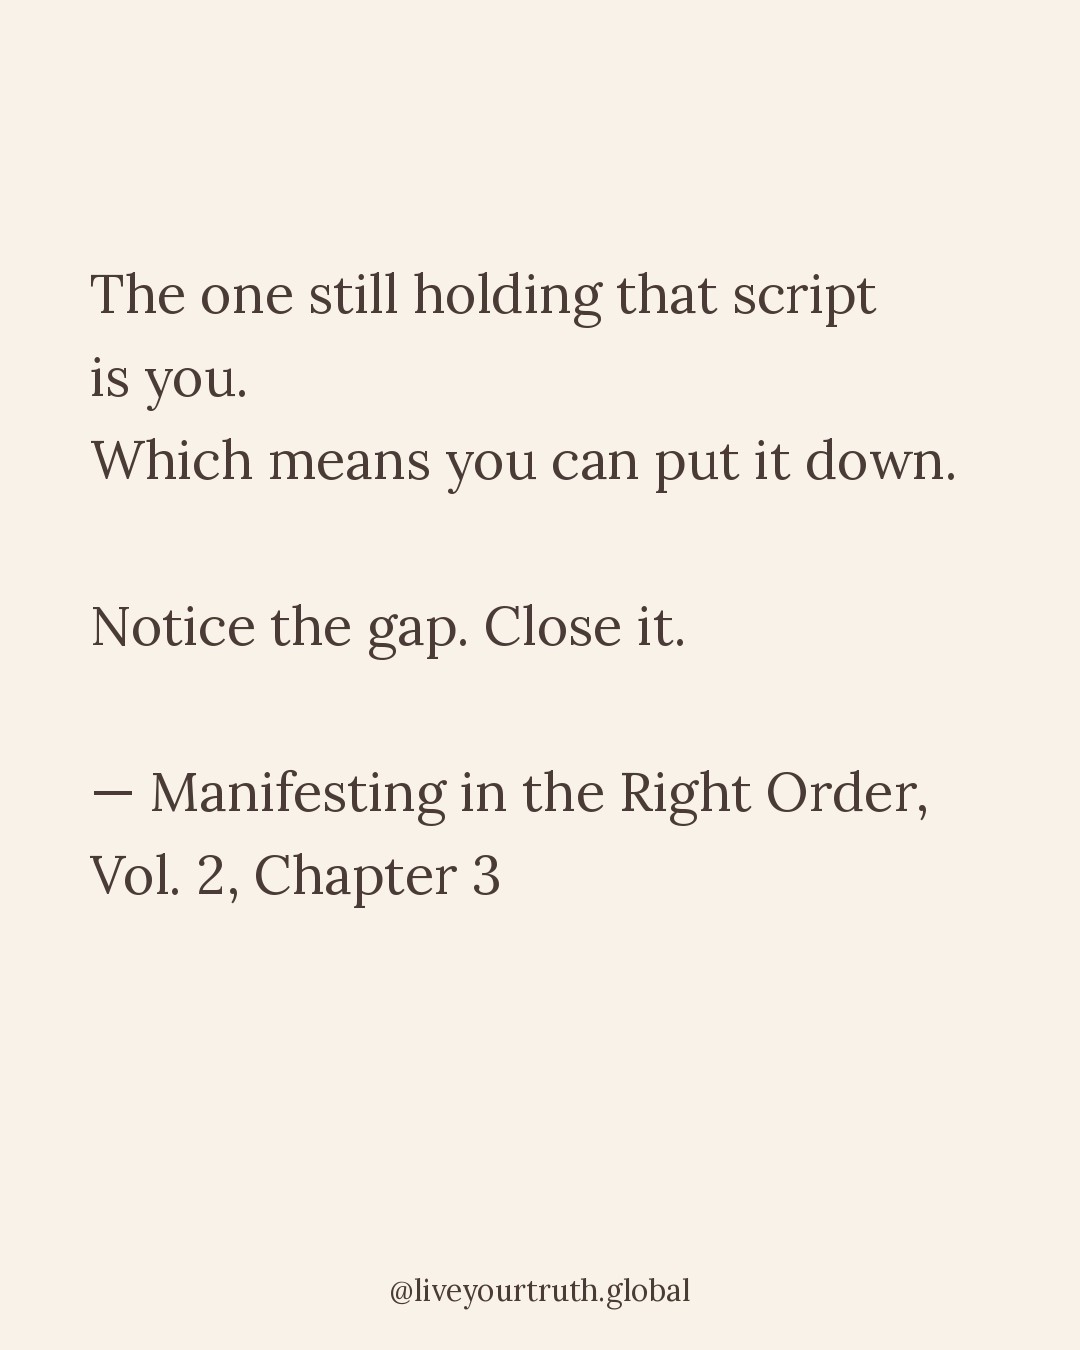 The one still holding that script
is you.
Which means you can put it down.
Notice the gap. Close it.
— Manifesting in the Right Order,
Vol. 2, Chapter 3
@liveyourtruth.global